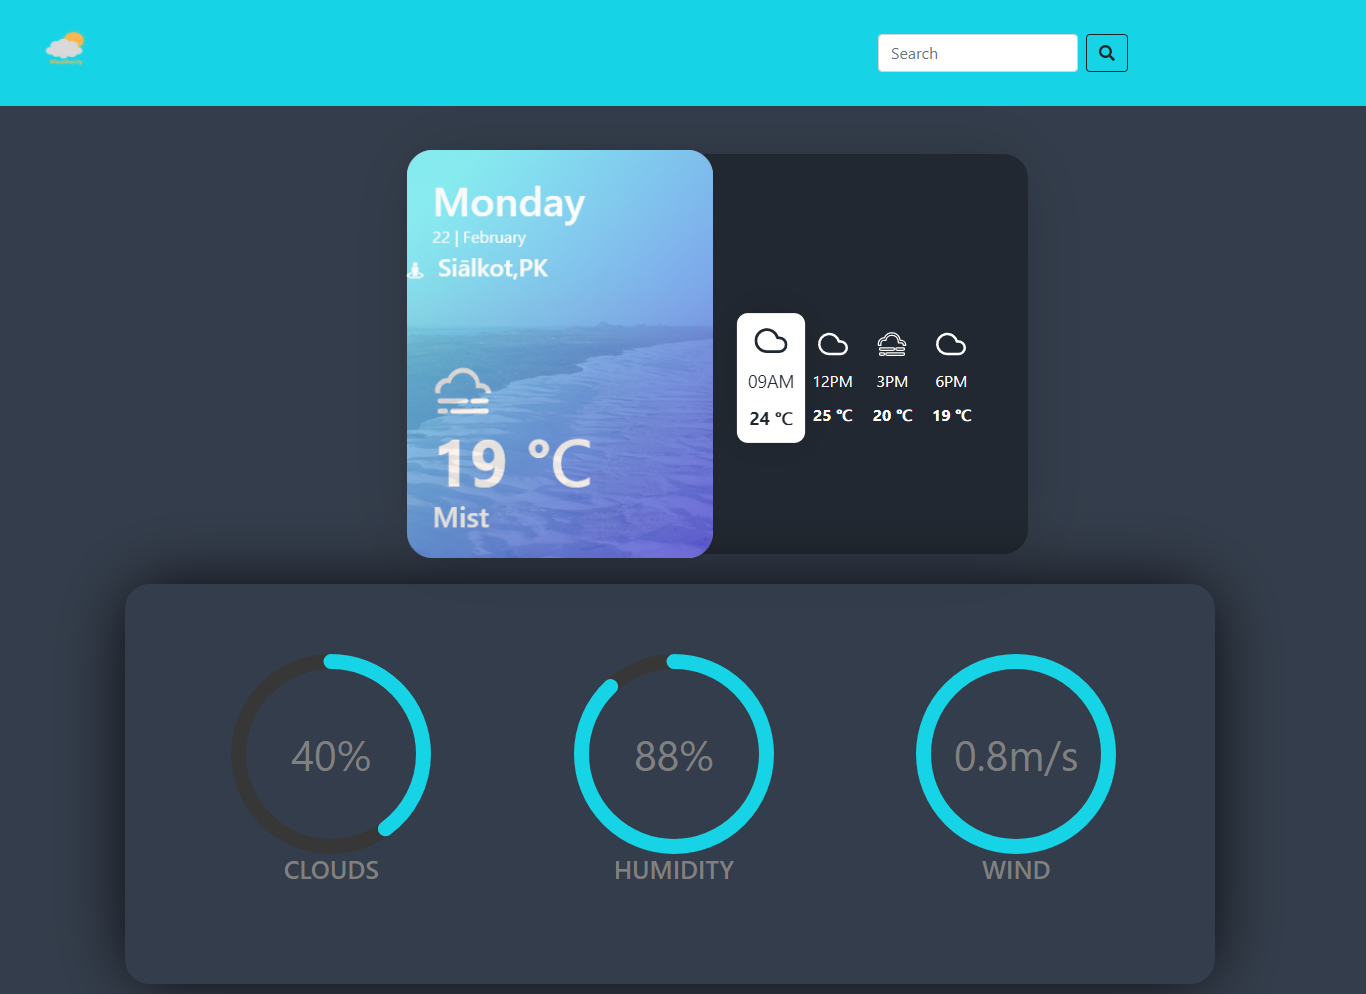 Search
Monday
22 | February
Siālkot,PK
19 °C
Mist
09AM 12PM 3PM 6PM
24 °C 25 °C 20 °C 19 °C
40% 88% 0.8m/s
CLOUDS HUMIDITY WIND